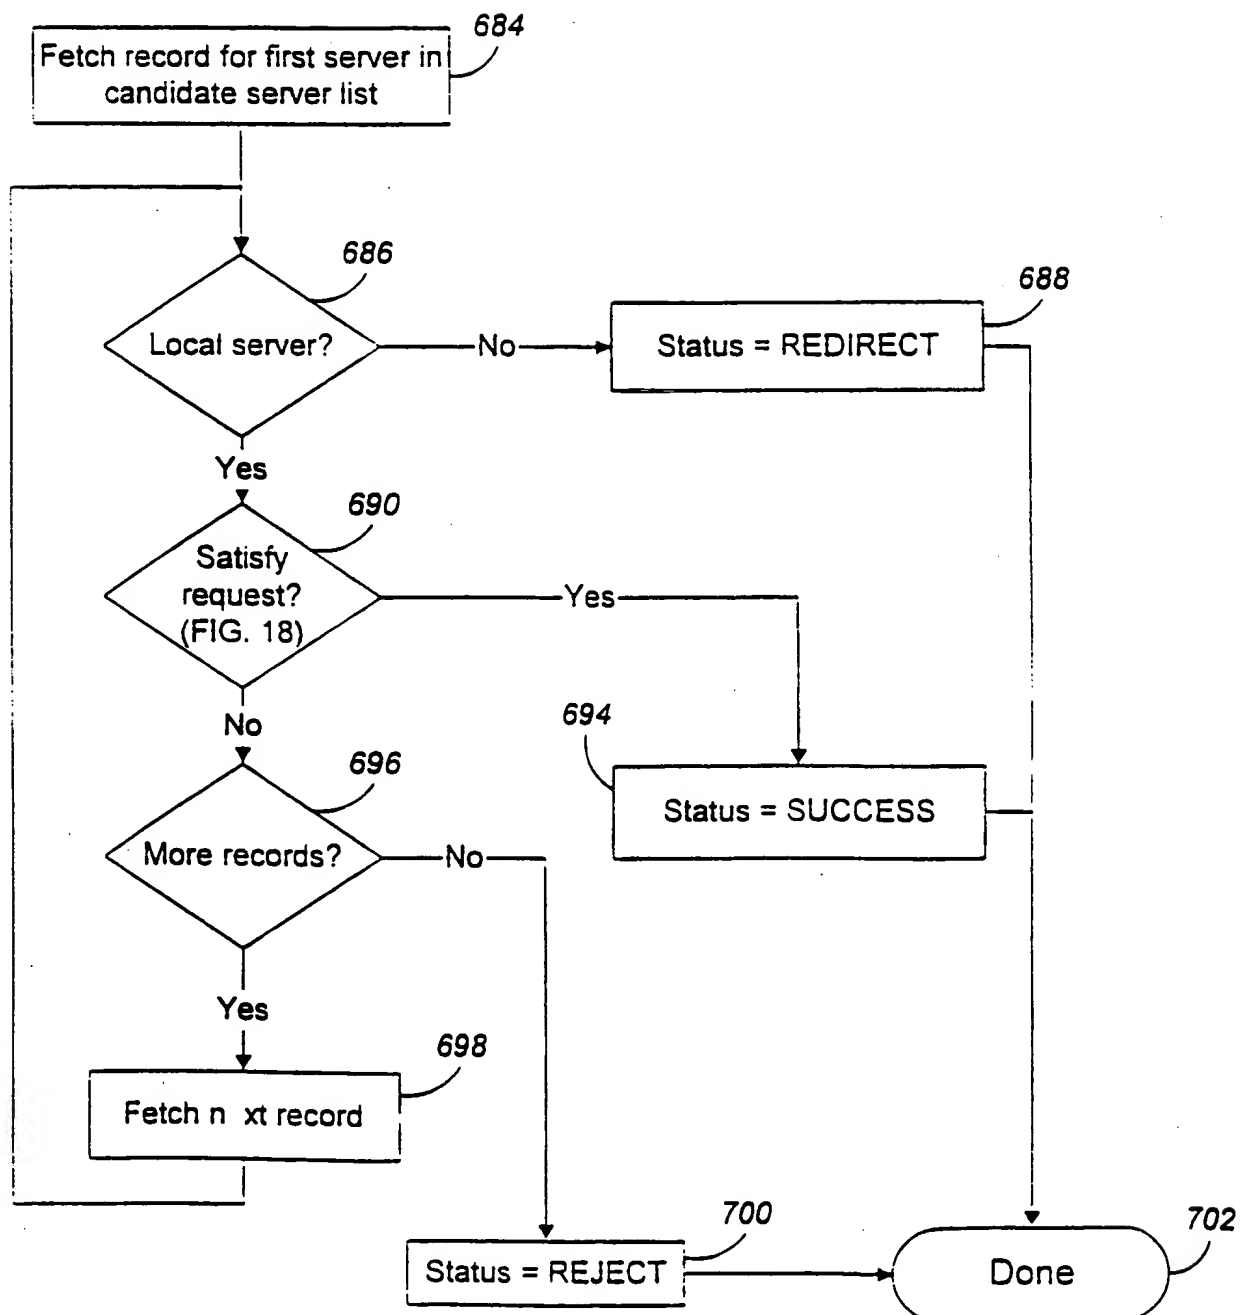 684
Fetch record for first server in
candidate server list
686
Local server?
No
688
Status = REDIRECT
Yes
690
Satisfy
request?
(FIG. 18)
Yes
No
694
Status = SUCCESS
696
More records?
No
Yes
698
Fetch n xt record
700
Status = REJECT
702
Done